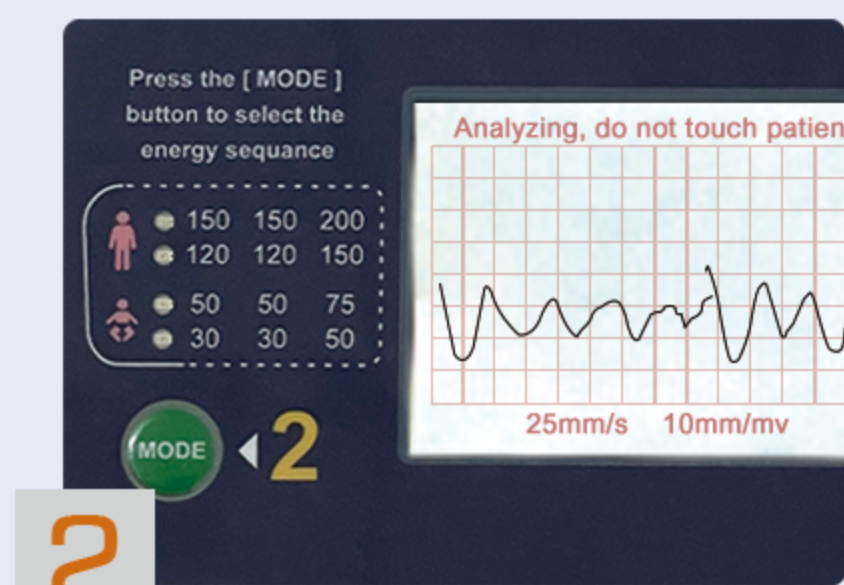 Press the [ MODE ]
button to select the
energy sequance
150 150 200
120 120 150
50 50 75
30 30 50
MODE
2
Analyzing, do not touch patien
25mm/s 10mm/mv
2